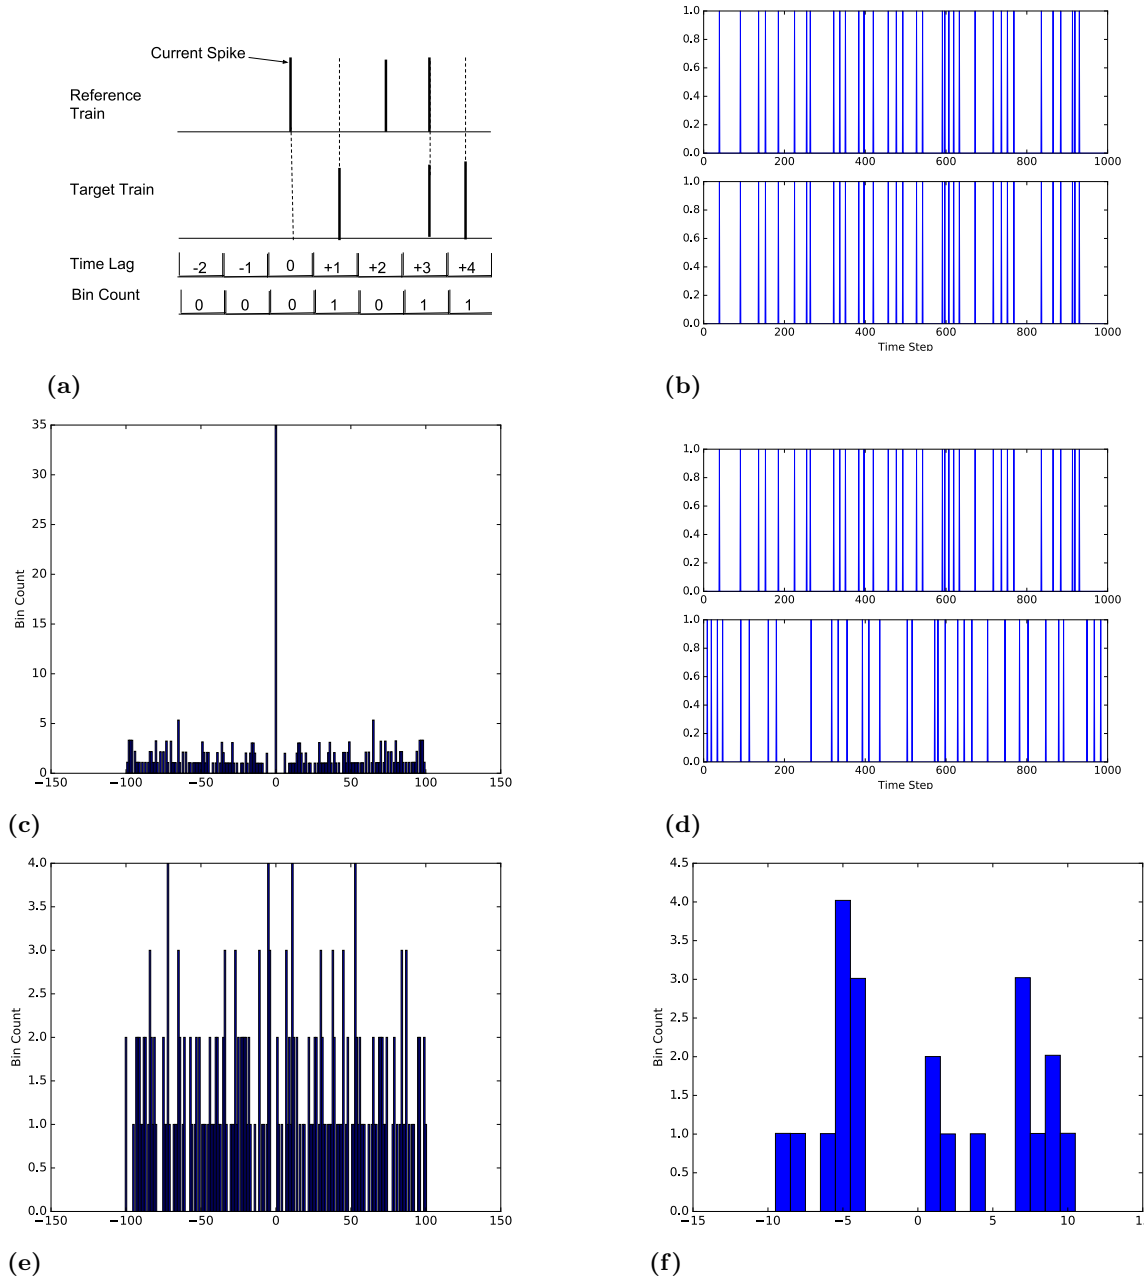 Current Spike
Reference
Train
Target Train
Time Lag
-2 -1 0 +1 +2 +3 +4
Bin Count
0 0 0 1 0 1 1
(a)
1.0
0.8
0.6
0.4
0.2
0.0
0 200 400 600 800 1000
1.0
0.8
0.6
0.4
0.2
0.0
0 200 400 600 800 1000
Time Step
(b)
35
30
25
20
15
10
5
0
Bin Count
−150 −100 −50 0 50 100 150
(c)
1.0
0.8
0.6
0.4
0.2
0.0
0 200 400 600 800 1000
1.0
0.8
0.6
0.4
0.2
0.0
0 200 400 600 800 1000
Time Step
(d)
4.0
3.5
3.0
2.5
2.0
1.5
1.0
0.5
0.0
Bin Count
−150 −100 −50 0 50 100 150
(e)
4.5
4.0
3.5
3.0
2.5
2.0
1.5
1.0
0.5
0.0
Bin Count
−15 −10 −5 0 5 10
(f)